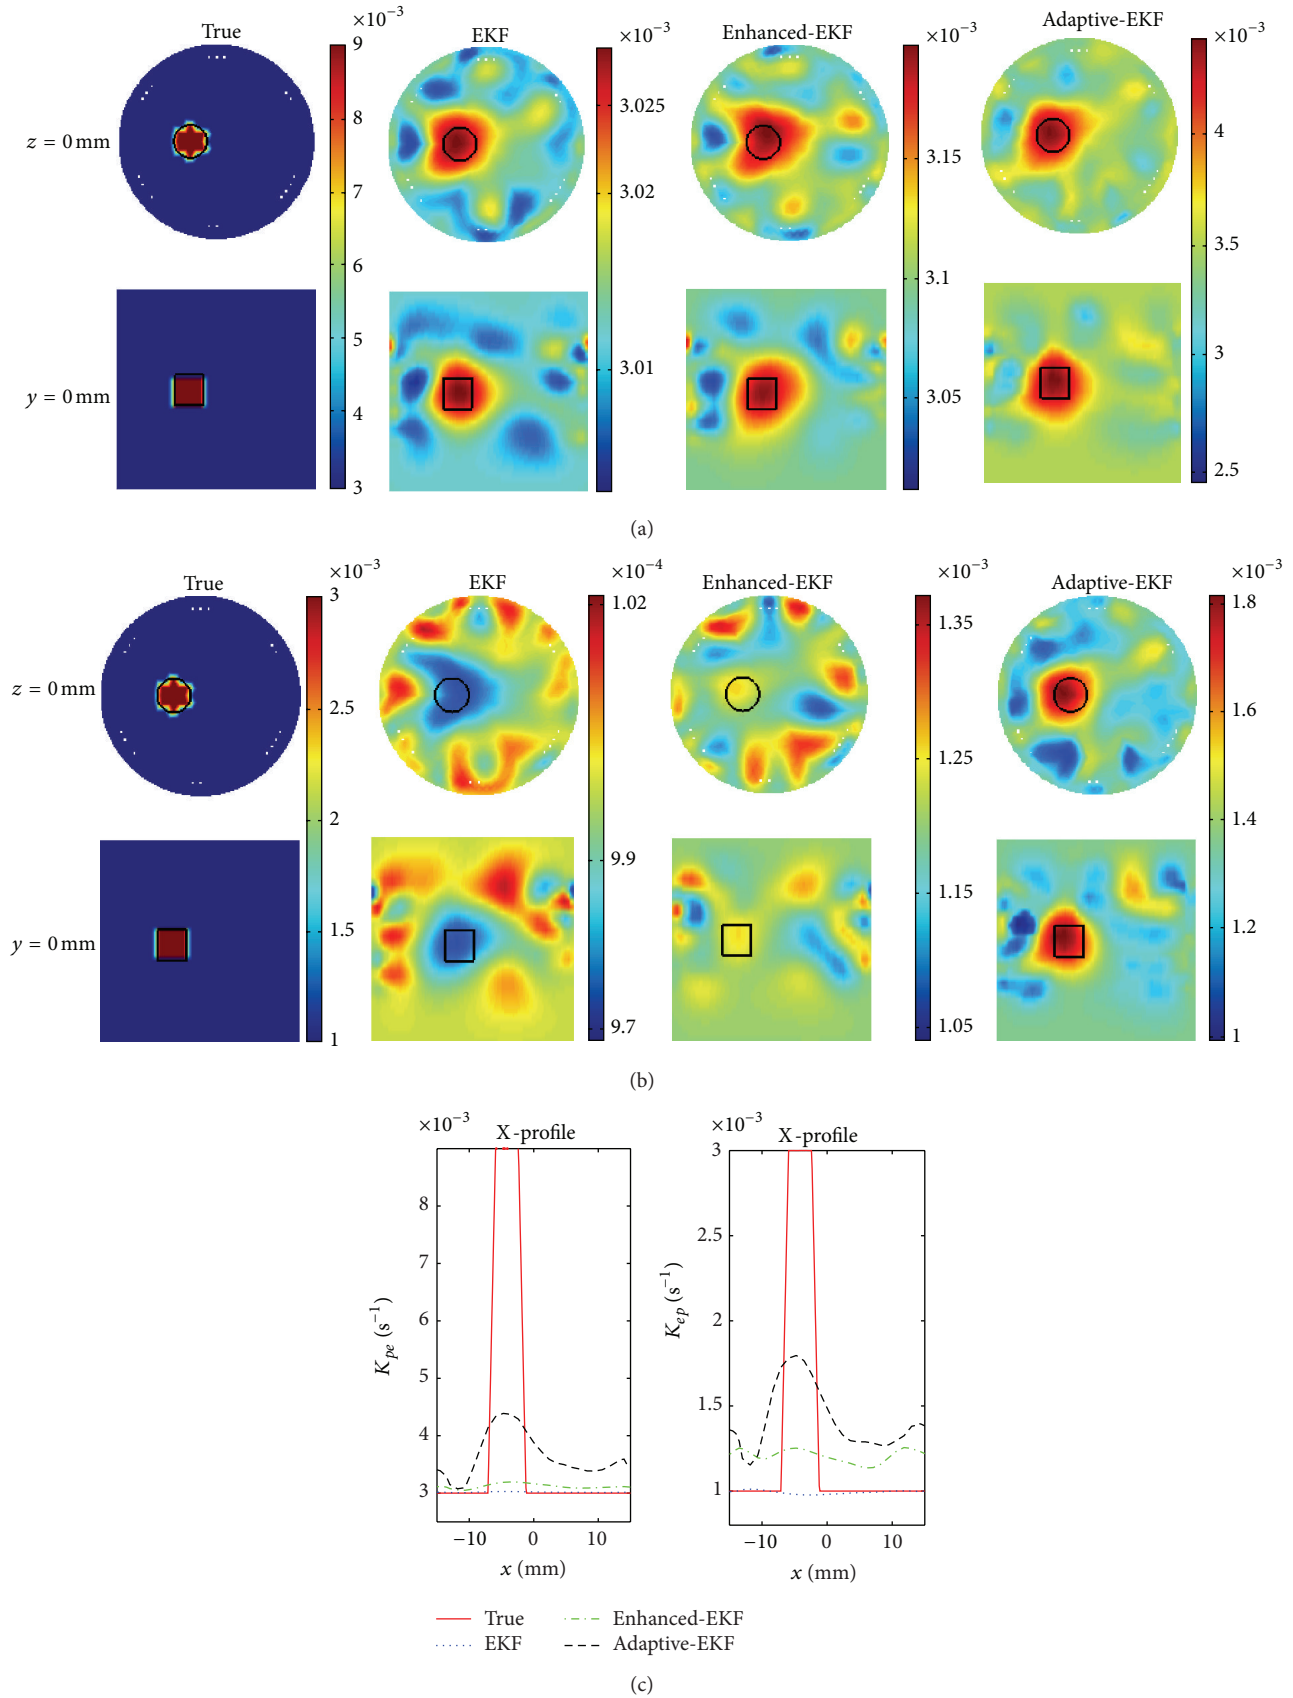 True
×10⁻³
EKF
×10⁻³
Enhanced-EKF
×10⁻³
Adaptive-EKF
×10⁻³
z = 0 mm
y = 0 mm
9
8
7
6
5
4
3
3.025
3.02
3.01
3.15
3.1
3.05
4
3.5
3
2.5
(a)
True
×10⁻³
EKF
×10⁻⁴
Enhanced-EKF
×10⁻³
Adaptive-EKF
×10⁻³
z = 0 mm
y = 0 mm
3
2.5
2
1.5
1
1.02
9.9
9.7
1.35
1.25
1.15
1.05
1.8
1.6
1.4
1.2
1
(b)
×10⁻³
X-profile
8
7
6
5
4
3
K_pe (s⁻¹)
−10
0
10
x (mm)
×10⁻³
X-profile
3
2.5
2
1.5
1
K_ep (s⁻¹)
−10
0
10
x (mm)
True
EKF
Enhanced-EKF
Adaptive-EKF
(c)